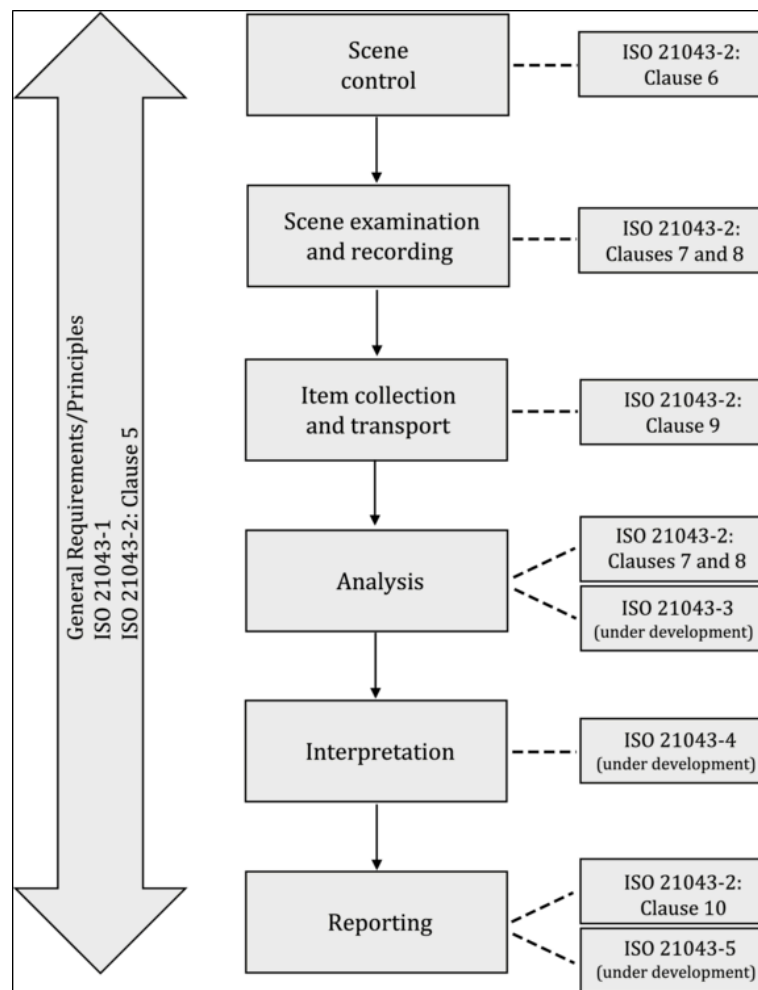 General Requirements/Principles
ISO 21043-1
ISO 21043-2: Clause 5
Scene
control
ISO 21043-2:
Clause 6
Scene examination
and recording
ISO 21043-2:
Clauses 7 and 8
Item collection
and transport
ISO 21043-2:
Clause 9
Analysis
ISO 21043-2:
Clauses 7 and 8
ISO 21043-3
(under development)
Interpretation
ISO 21043-4
(under development)
Reporting
ISO 21043-2:
Clause 10
ISO 21043-5
(under development)